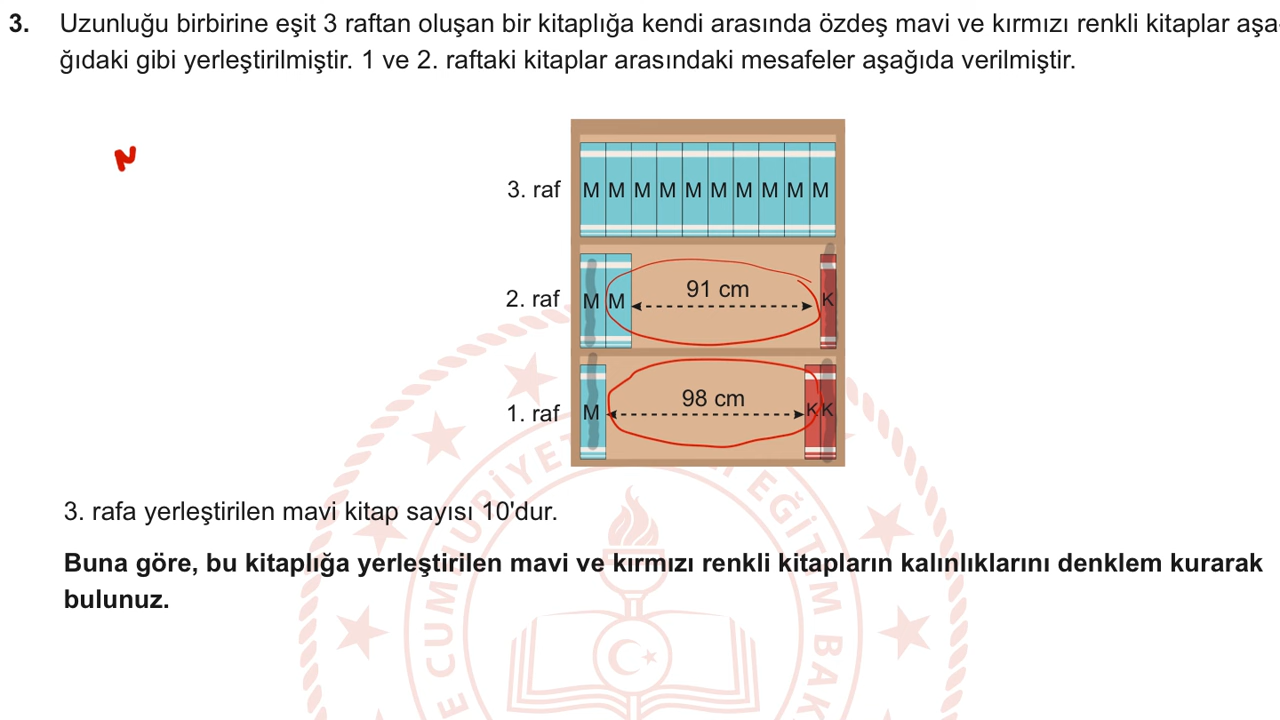 3. Uzunluğu birbirine eşit 3 raftan oluşan bir kitaplığa kendi arasında özdeş mavi ve kırmızı renkli kitaplar aşa-
ğıdaki gibi yerleştirilmiştir. 1 ve 2. raftaki kitaplar arasındaki mesafeler aşağıda verilmiştir.
3. raf M M M M M M M M M M
2. raf M M 91 cm K
1. raf M 98 cm K K
3. rafa yerleştirilen mavi kitap sayısı 10'dur.
Buna göre, bu kitaplığa yerleştirilen mavi ve kırmızı renkli kitapların kalınlıklarını denklem kurarak
bulunuz.